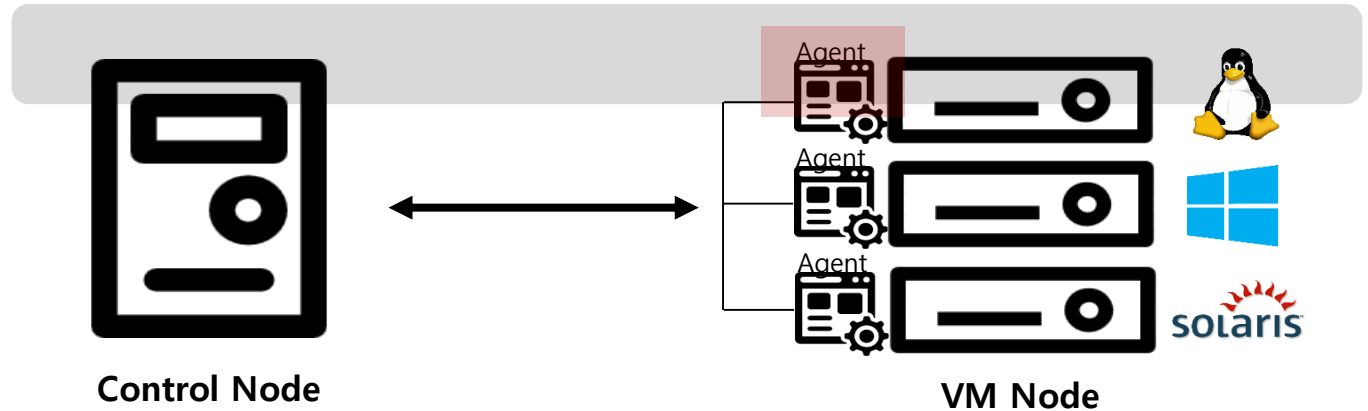 Agent
Agent
Agent
solaris
Control Node
VM Node